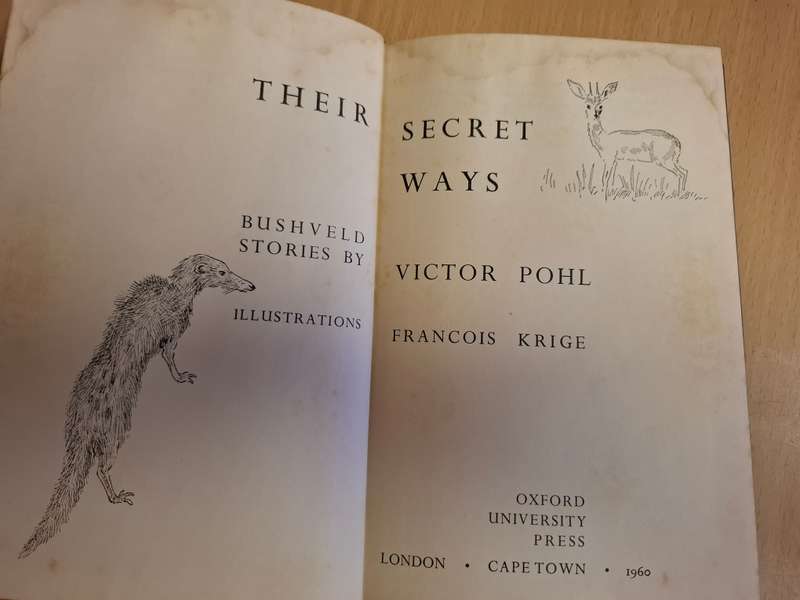 THEIR SECRET
WAYS
BUSHVELD
STORIES BY VICTOR POHL
ILLUSTRATIONS FRANCOIS KRIGE
OXFORD
UNIVERSITY
PRESS
LONDON • CAPE TOWN • 1960